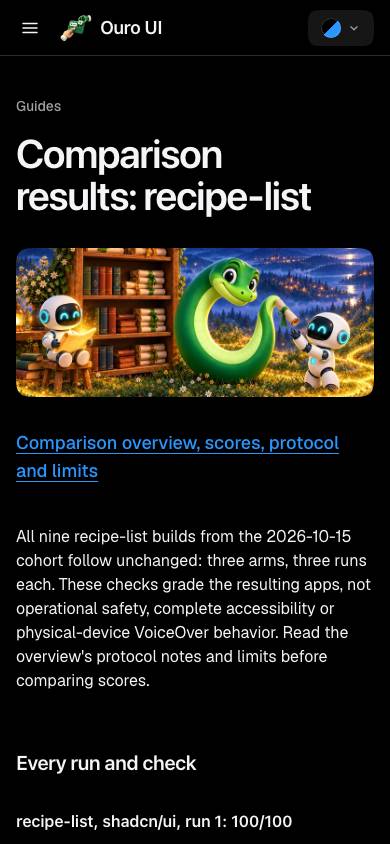 Ouro UI
Guides
Comparison
results: recipe-list
Comparison overview, scores, protocol
and limits
All nine recipe-list builds from the 2026-10-15
cohort follow unchanged: three arms, three runs
each. These checks grade the resulting apps, not
operational safety, complete accessibility or
physical-device VoiceOver behavior. Read the
overview's protocol notes and limits before
comparing scores.
Every run and check
recipe-list, shadcn/ui, run 1: 100/100